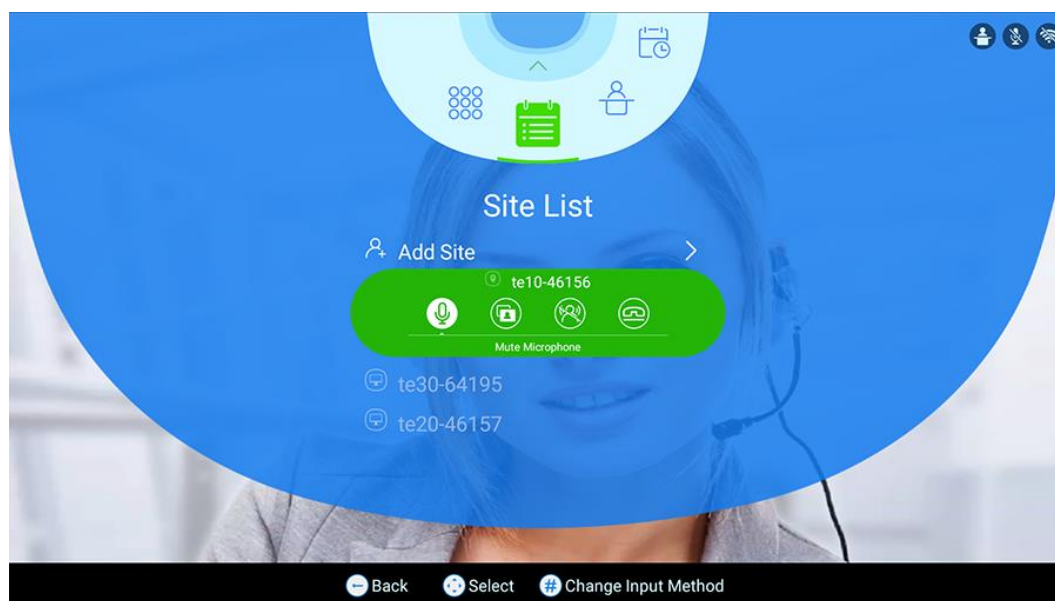 Site List
Add Site
te10-46156
Mute Microphone
te30-64195
te20-46157
Back Select # Change Input Method